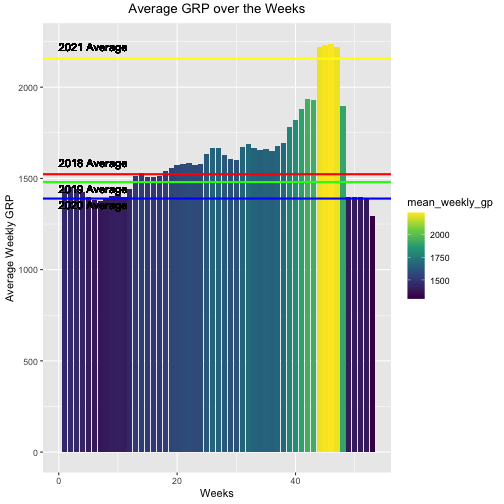 Average GRP over the Weeks
2021 Average
2018 Average
2019 Average
2020 Average
2000
1500
1000
500
0
0 20 40
Weeks
Average Weekly GRP
mean_weekly_gp
2000
1750
1500